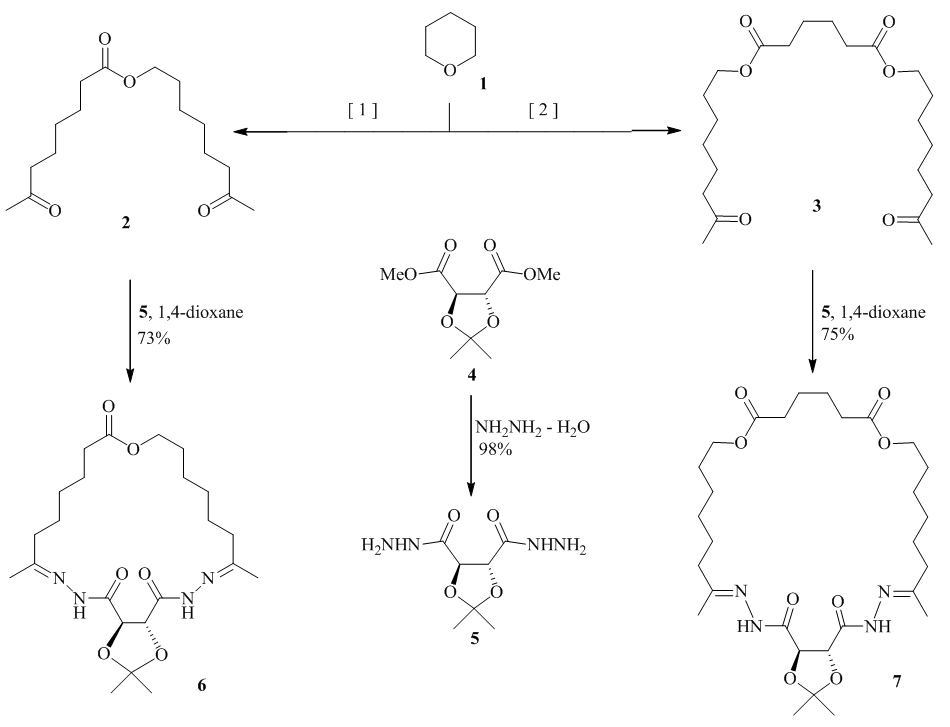 O
O
O
O
2
O
1
[ 1 ]
[ 2 ]
O
O
O
O
O
O
3
5, 1,4-dioxane
73%
MeO
O
O
OMe
O
O
4
NH2NH2 - H2O
98%
5, 1,4-dioxane
75%
O
O
N
N
N
H
O
O
N
H
O
O
6
H2NHN
O
O
NHNH2
O
O
5
O
O
O
O
N
N
HN
O
O
NH
O
O
7